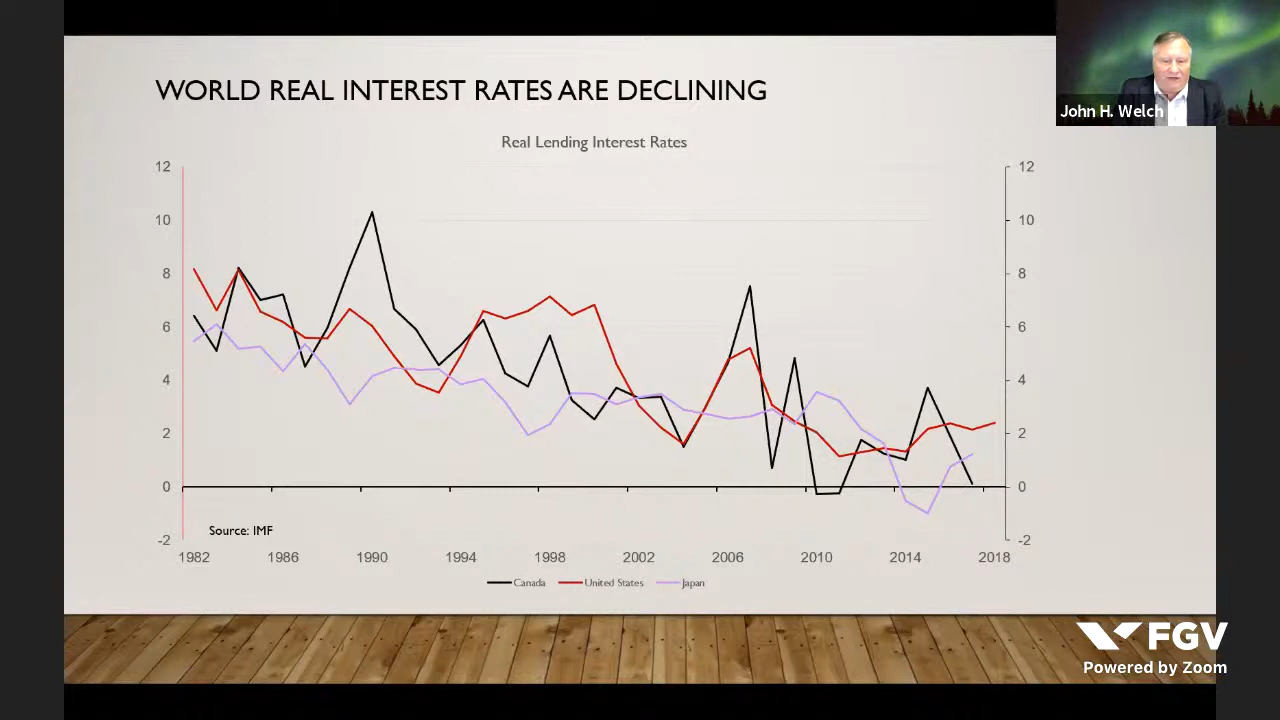 WORLD REAL INTEREST RATES ARE DECLINING
John H. Welch
Real Lending Interest Rates
12 12
10 10
8 8
6 6
4 4
2 2
0 0
Source: IMF
-2 -2
1982 1986 1990 1994 1998 2002 2006 2010 2014 2018
Canada United States Japan
FGV
Powered by Zoom